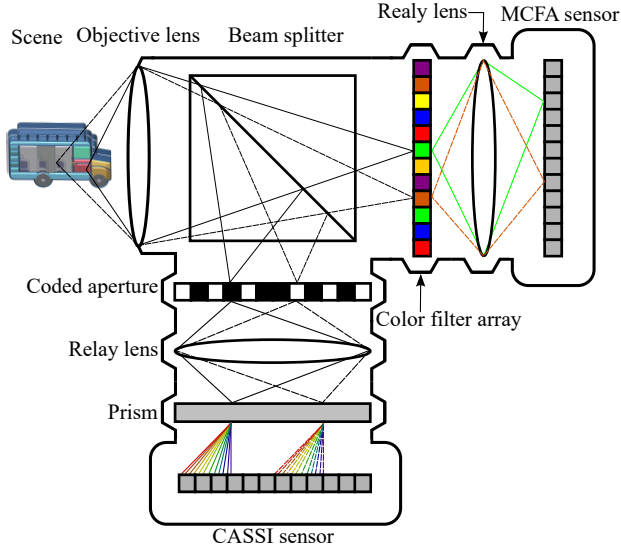 Realy lens
MCFA sensor
Scene
Objective lens
Beam splitter
Coded aperture
Color filter array
Relay lens
Prism
CASSI sensor